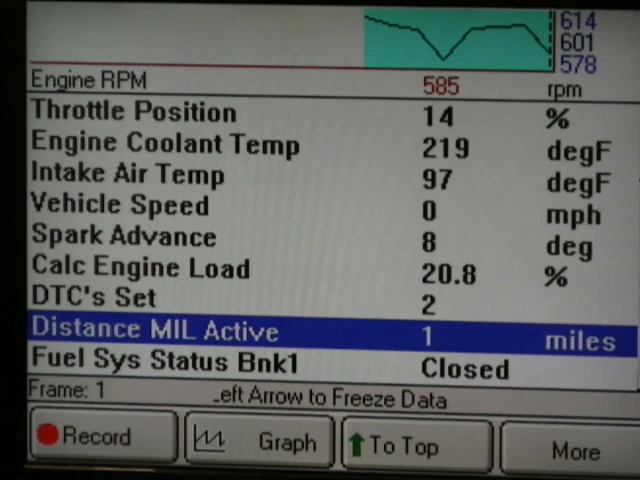 614
601
578
Engine RPM 585 rpm
Throttle Position 14 %
Engine Coolant Temp 219 degF
Intake Air Temp 97 degF
Vehicle Speed 0 mph
Spark Advance 8 deg
Calc Engine Load 20.8 %
DTC's Set 2
Distance MIL Active 1 miles
Fuel Sys Status Bnk1 Closed
Frame: 1 eft Arrow to Freeze Data
Record Graph To Top More